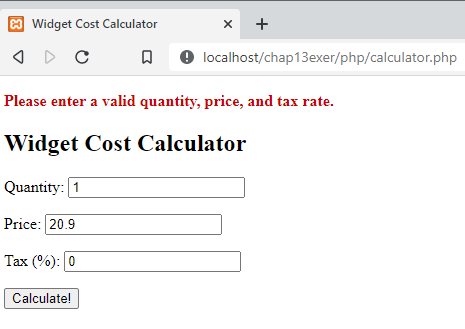 Widget Cost Calculator
localhost/chap13exer/php/calculator.php
Please enter a valid quantity, price, and tax rate.
Widget Cost Calculator
Quantity: 1
Price: 20.9
Tax (%): 0
Calculate!